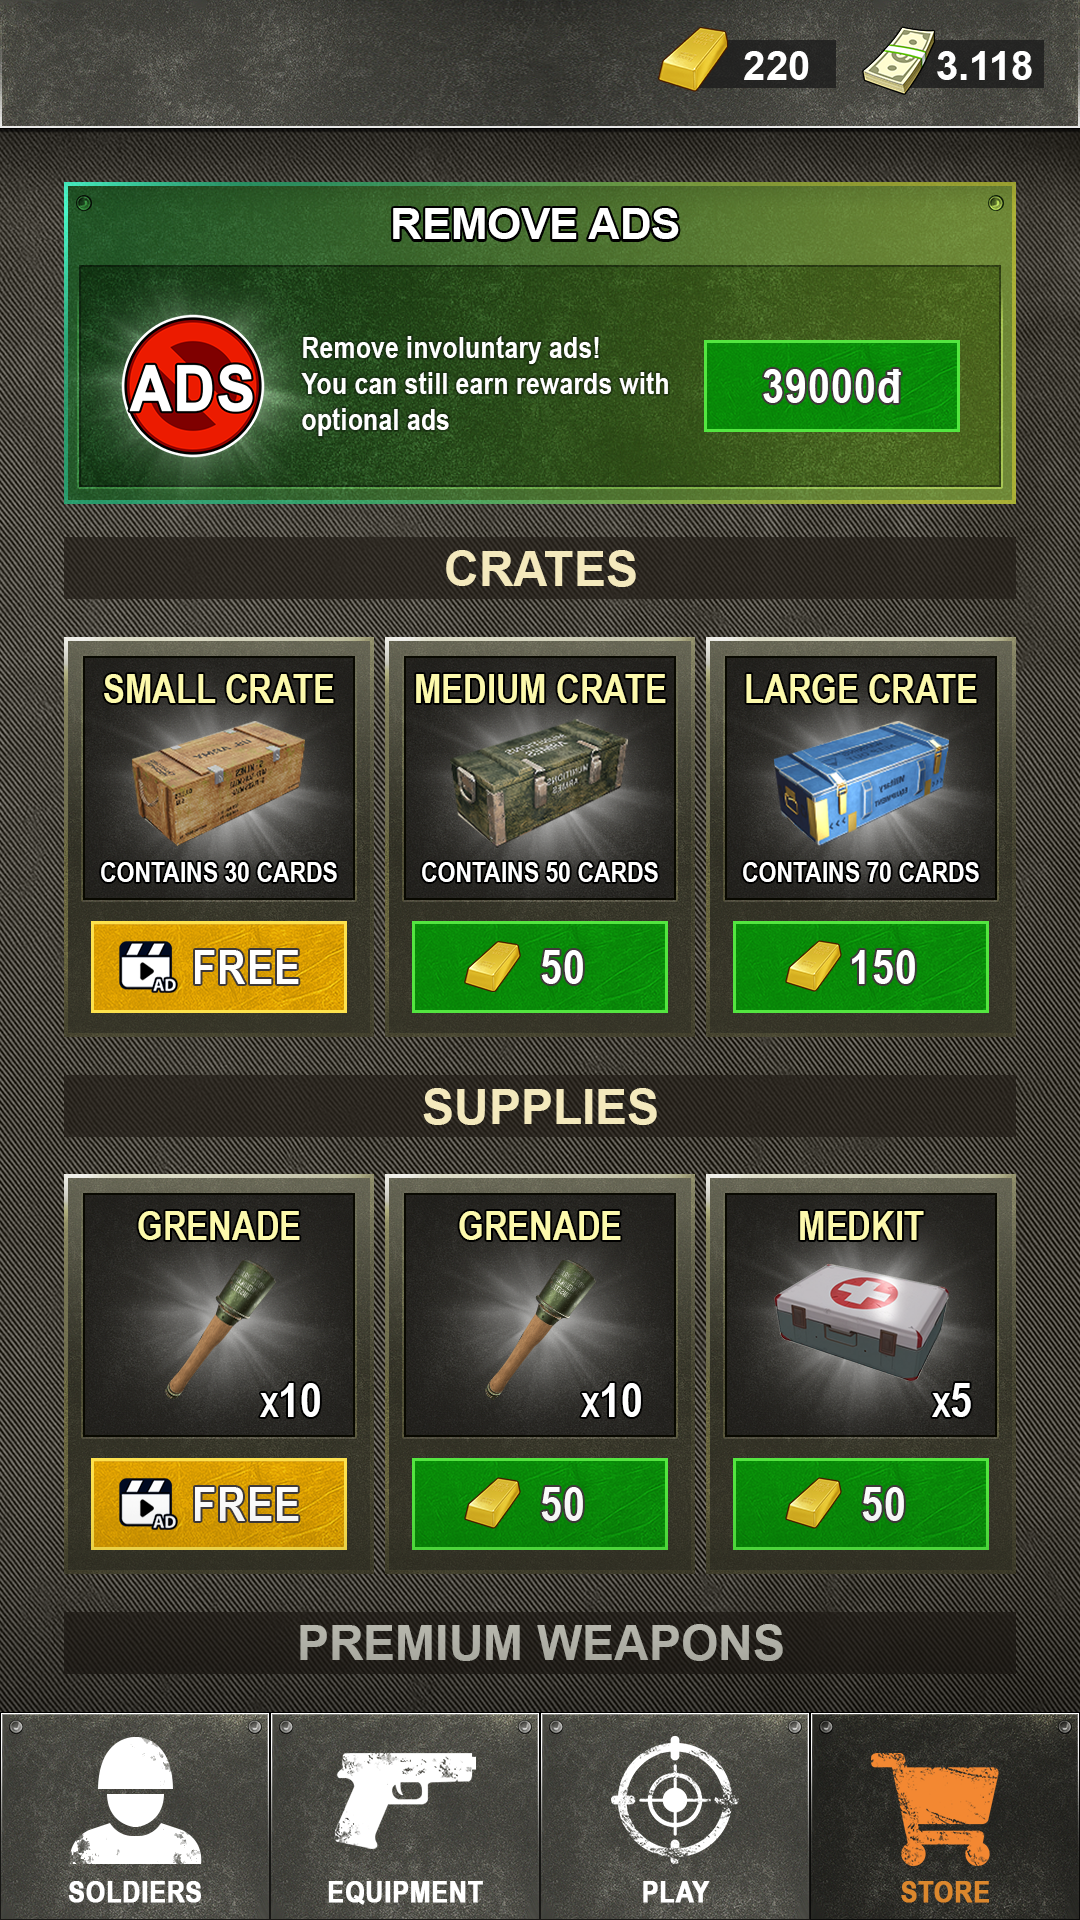 220
3.118
REMOVE ADS
ADS
Remove involuntary ads!
You can still earn rewards with
optional ads
39000đ
CRATES
SMALL CRATE
MEDIUM CRATE
LARGE CRATE
CONTAINS 30 CARDS
CONTAINS 50 CARDS
CONTAINS 70 CARDS
AD FREE
50
150
SUPPLIES
GRENADE
GRENADE
MEDKIT
x10
x10
x5
AD FREE
50
50
PREMIUM WEAPONS
SOLDIERS
EQUIPMENT
PLAY
STORE